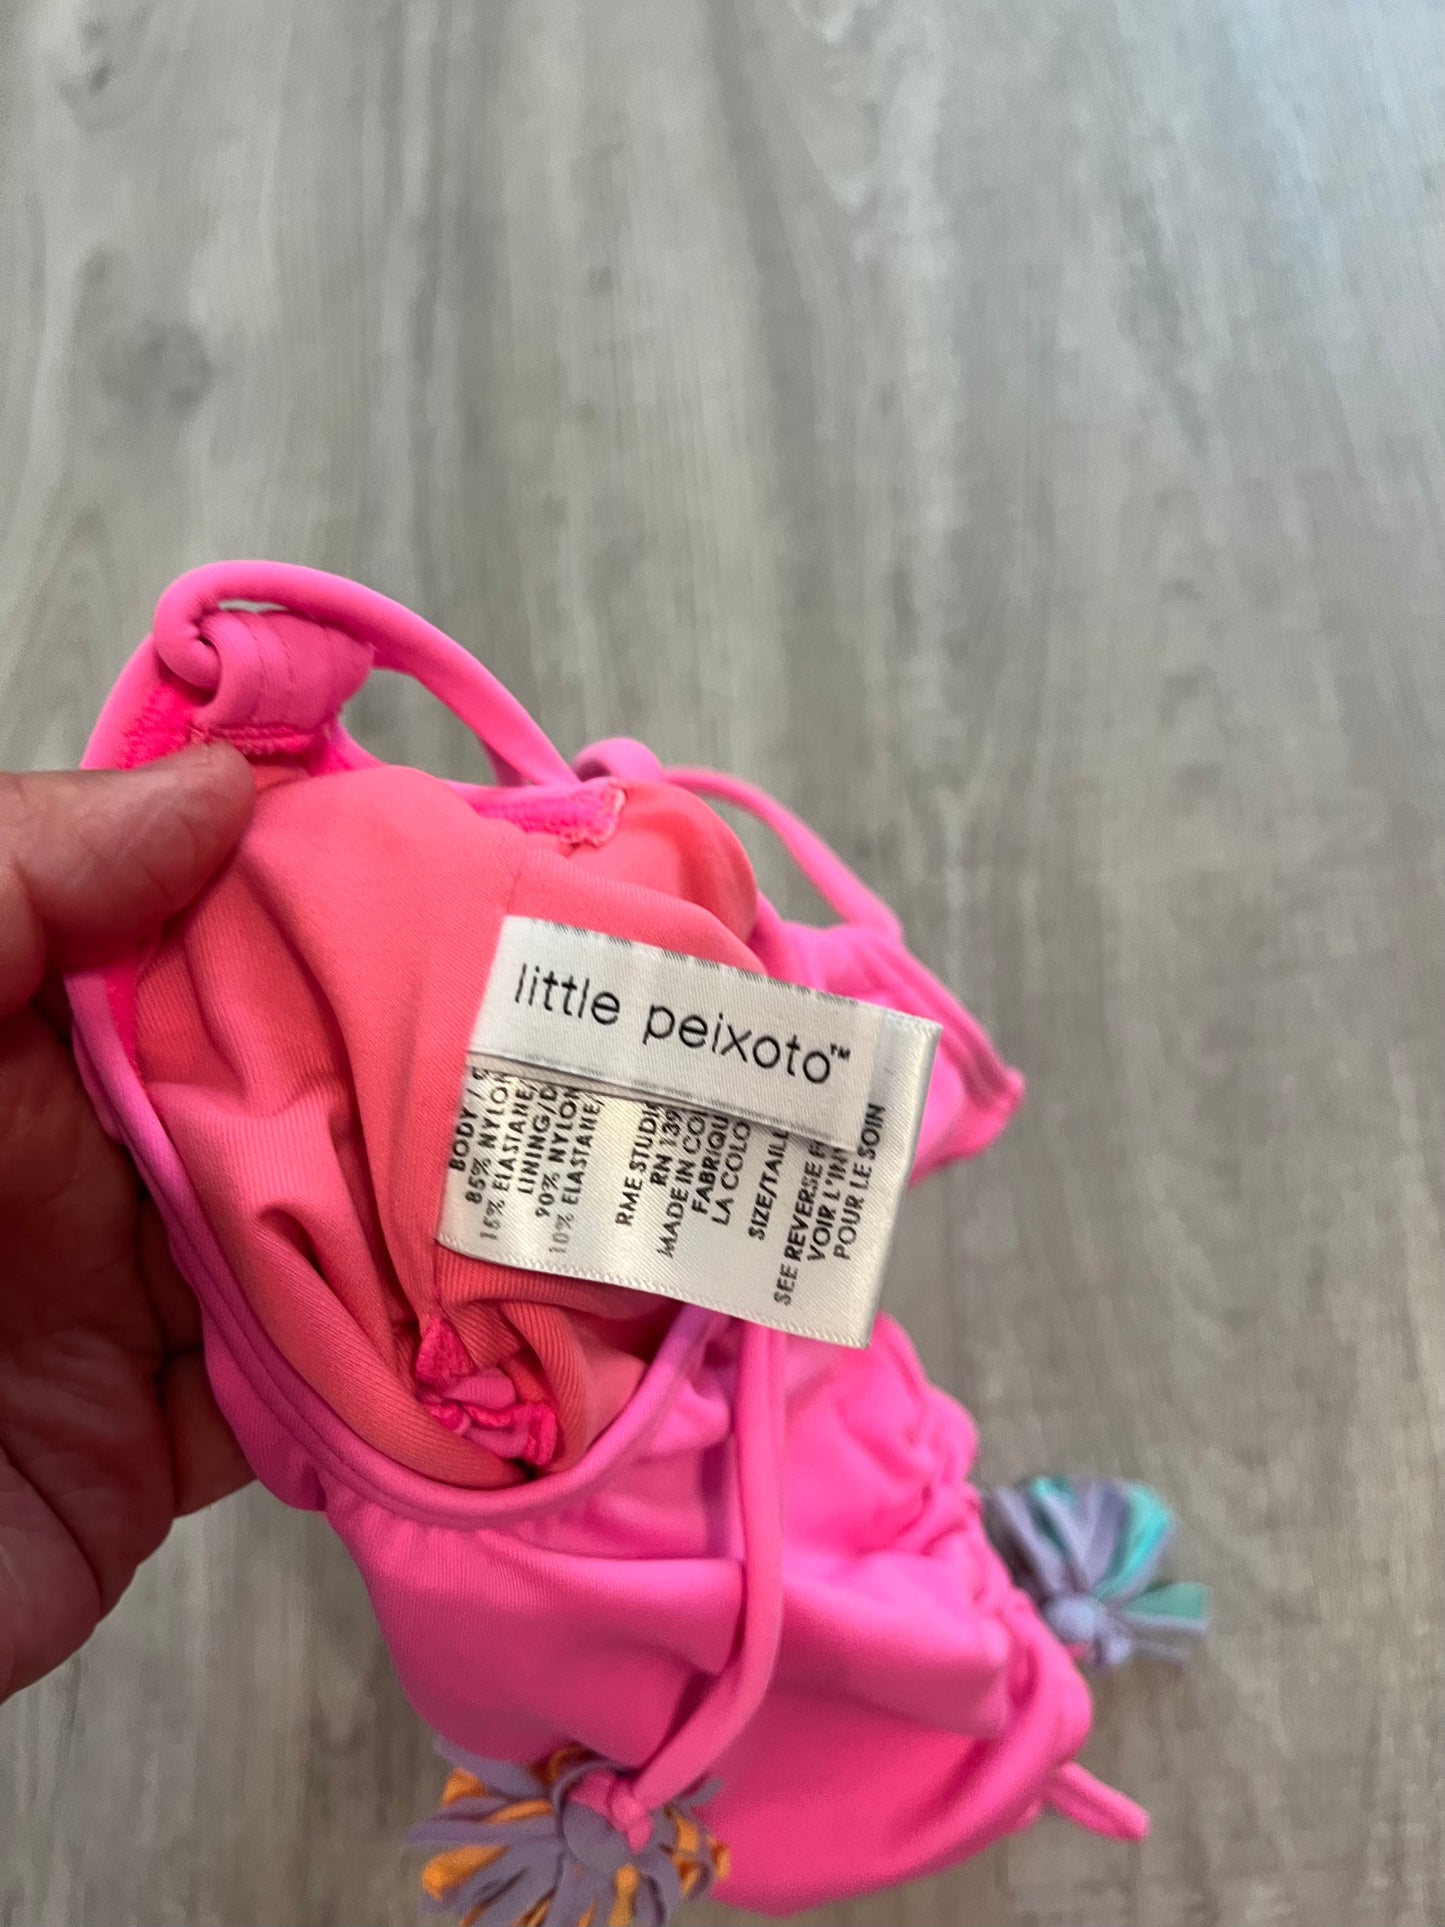 little peixoto™
BODY /
85% NYLON
15% ELASTANE/
LINING/D
90% NYLON
10% ELASTANE/
RME STUDI
RN 139
MADE IN CO
FABRIQU
LA COLO
SIZE/TAILL
SEE REVERSE F
VOIR L'IN
POUR LE SOIN